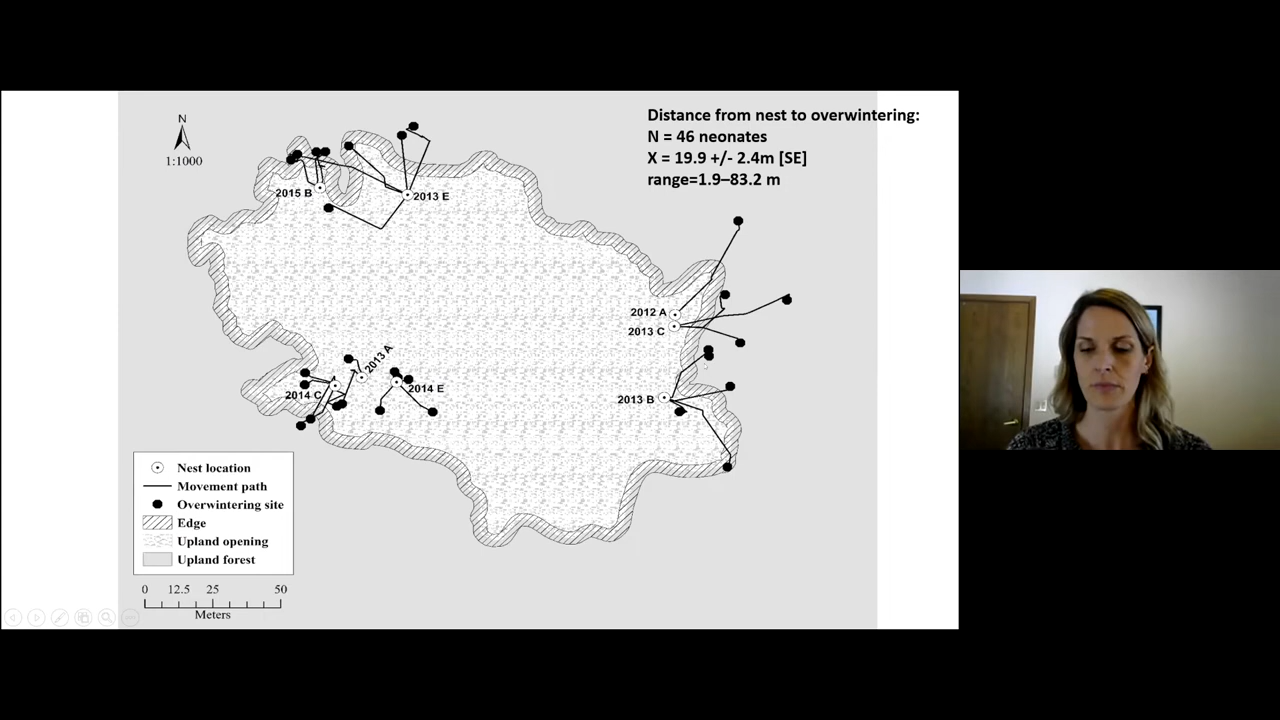 Distance from nest to overwintering:
N = 46 neonates
X = 19.9 +/- 2.4m [SE]
range=1.9–83.2 m
N
1:1000
2015 B
2013 E
2012 A
2013 C
2013 A
2014 E
2014 C
2013 B
Nest location
Movement path
Overwintering site
Edge
Upland opening
Upland forest
0 12.5 25 50
Meters